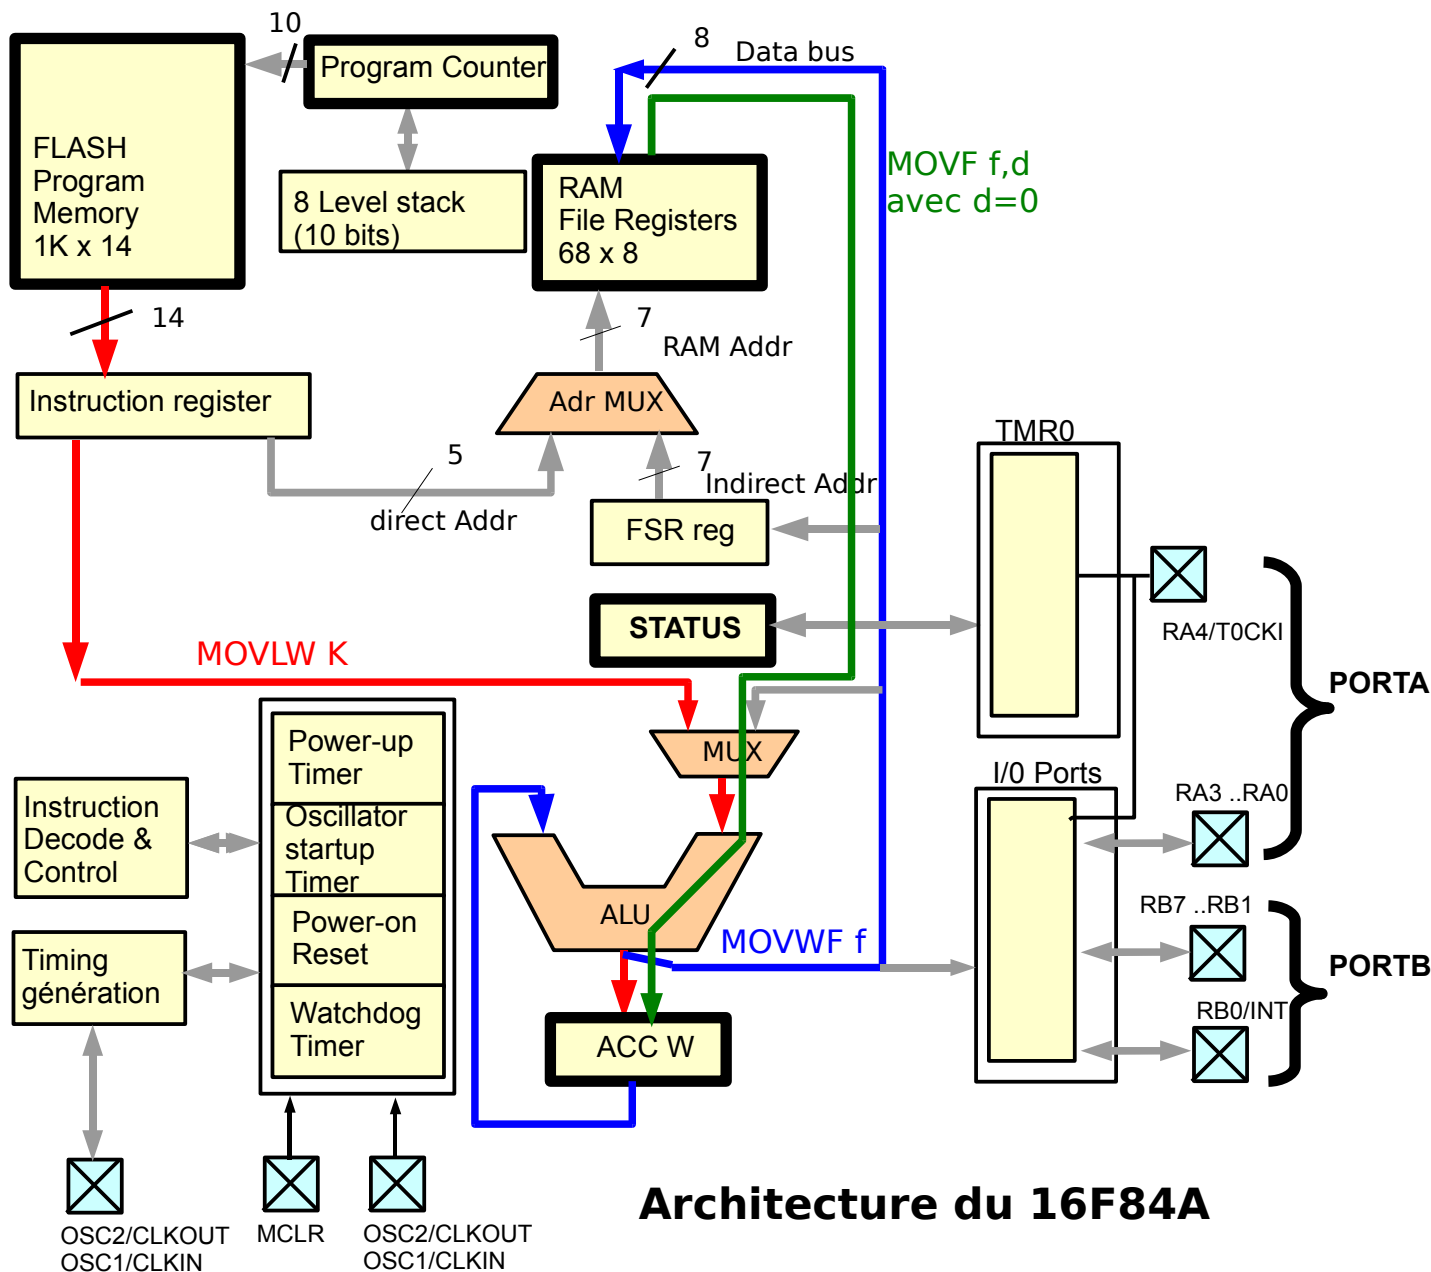 10
Program Counter
8
Data bus
FLASH
Program
Memory
1K x 14
8 Level stack
(10 bits)
RAM
File Registers
68 x 8
MOVF f,d
avec d=0
14
7
RAM Addr
Instruction register
Adr MUX
5
direct Addr
7
Indirect Addr
FSR reg
TMR0
STATUS
RA4/T0CKI
MOVLW K
PORTA
MUX
Power-up
Timer
Oscillator
startup
Timer
Power-on
Reset
Watchdog
Timer
Instruction
Decode &
Control
Timing
génération
I/0 Ports
RA3 ..RA0
ALU
MOVWF f
RB7 ..RB1
PORTB
RB0/INT
ACC W
OSC2/CLKOUT
OSC1/CLKIN
MCLR
OSC2/CLKOUT
OSC1/CLKIN
Architecture du 16F84A